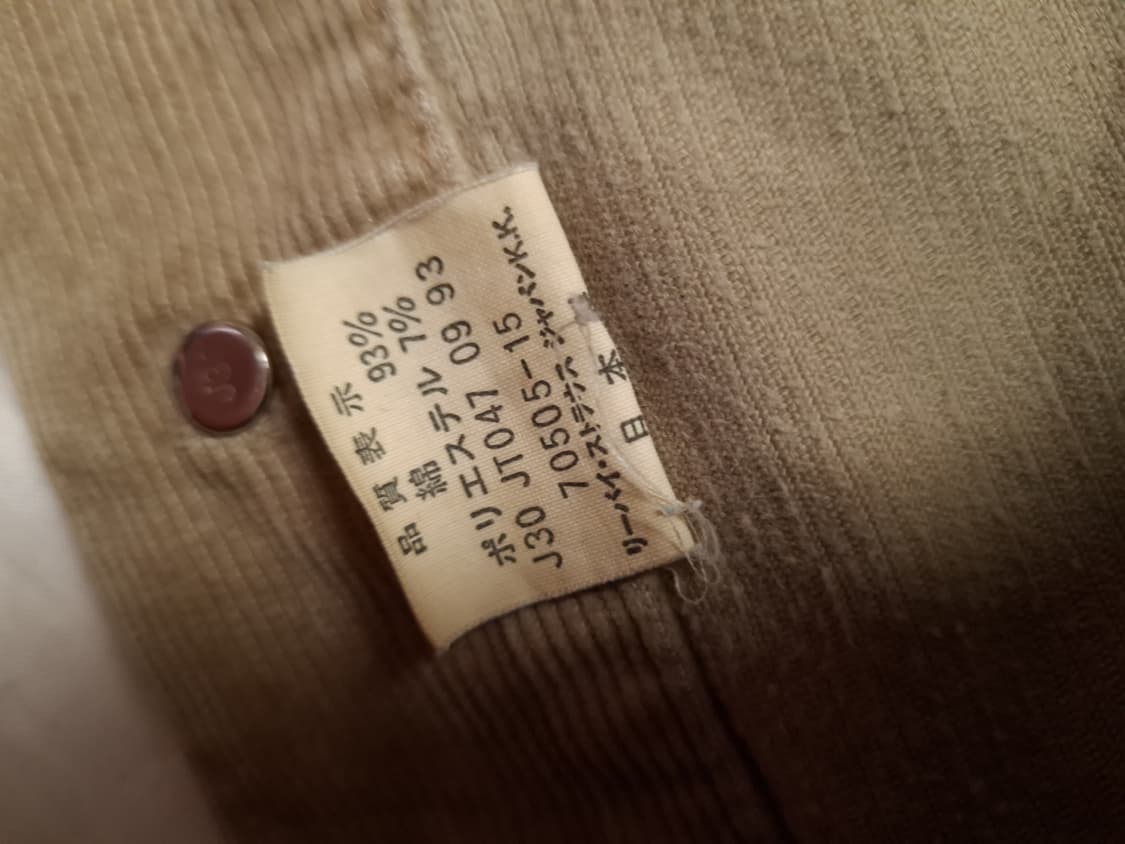 品質表示
綿 93%
ポリエステル 7%
J30 JT047 09 93
70505-15
リーバイ・ストラウス ジャパンK.K.
日本
J3